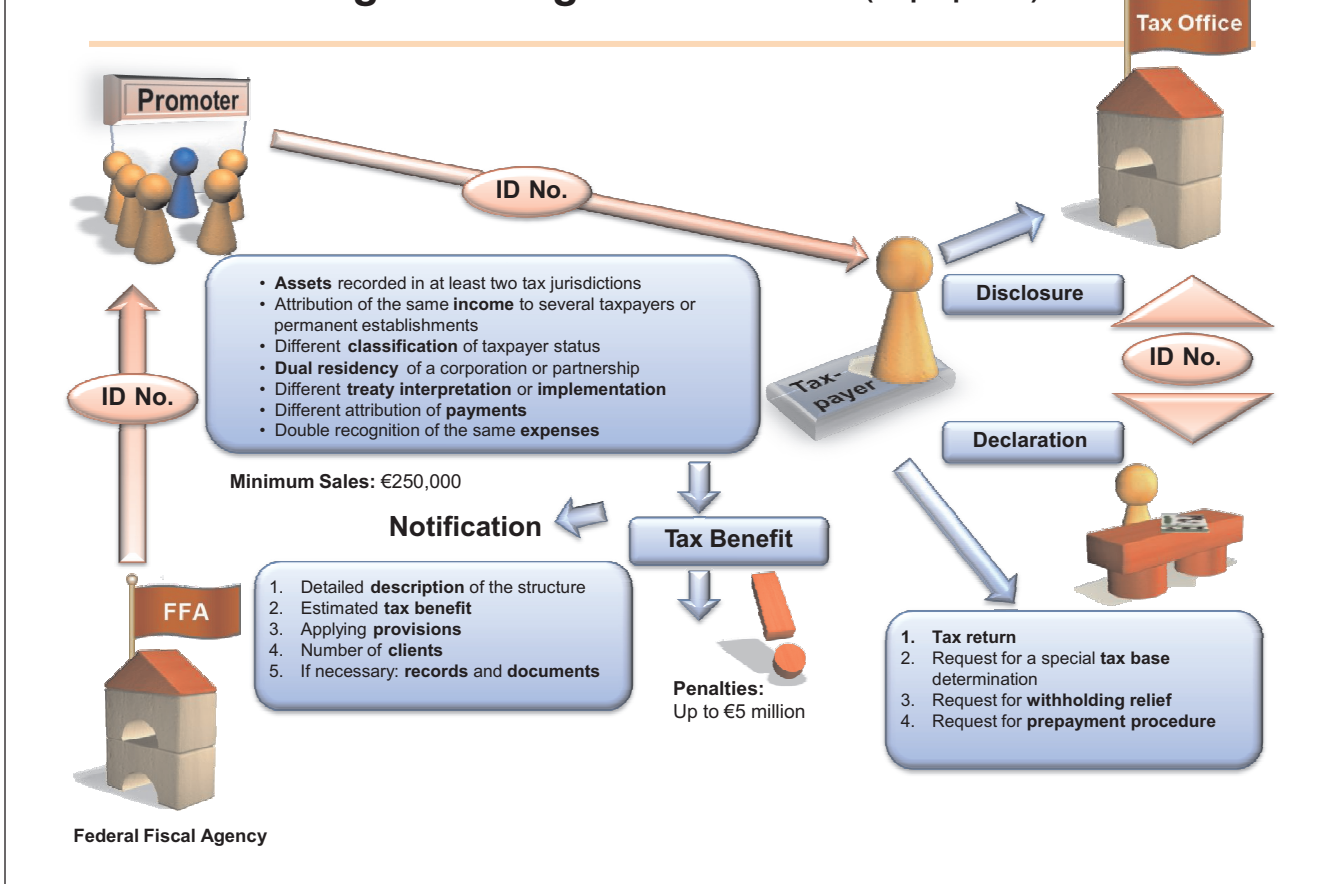 Tax Office
Promoter
ID No.
• Assets recorded in at least two tax jurisdictions
• Attribution of the same income to several taxpayers or
permanent establishments
• Different classification of taxpayer status
• Dual residency of a corporation or partnership
• Different treaty interpretation or implementation
• Different attribution of payments
• Double recognition of the same expenses
Disclosure
ID No.
Tax-
payer
ID No.
Declaration
Minimum Sales: €250,000
Notification
Tax Benefit
1. Detailed description of the structure
2. Estimated tax benefit
3. Applying provisions
4. Number of clients
5. If necessary: records and documents
FFA
Penalties:
Up to €5 million
1. Tax return
2. Request for a special tax base
determination
3. Request for withholding relief
4. Request for prepayment procedure
Federal Fiscal Agency